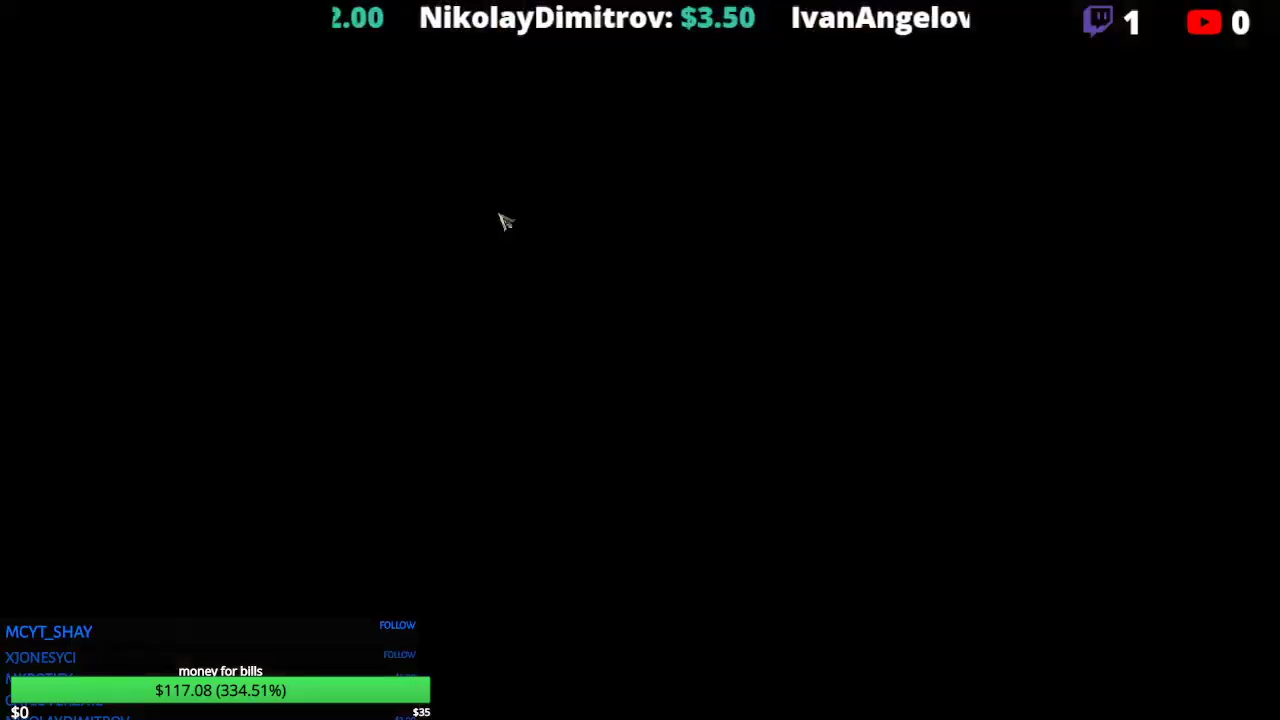 2.00 NikolayDimitrov: $3.50 IvanAngelov
1 0
MCYT_SHAY FOLLOW
XJONESYCI FOLLOW
money for bills
$117.08 (334.51%)
$0 $35